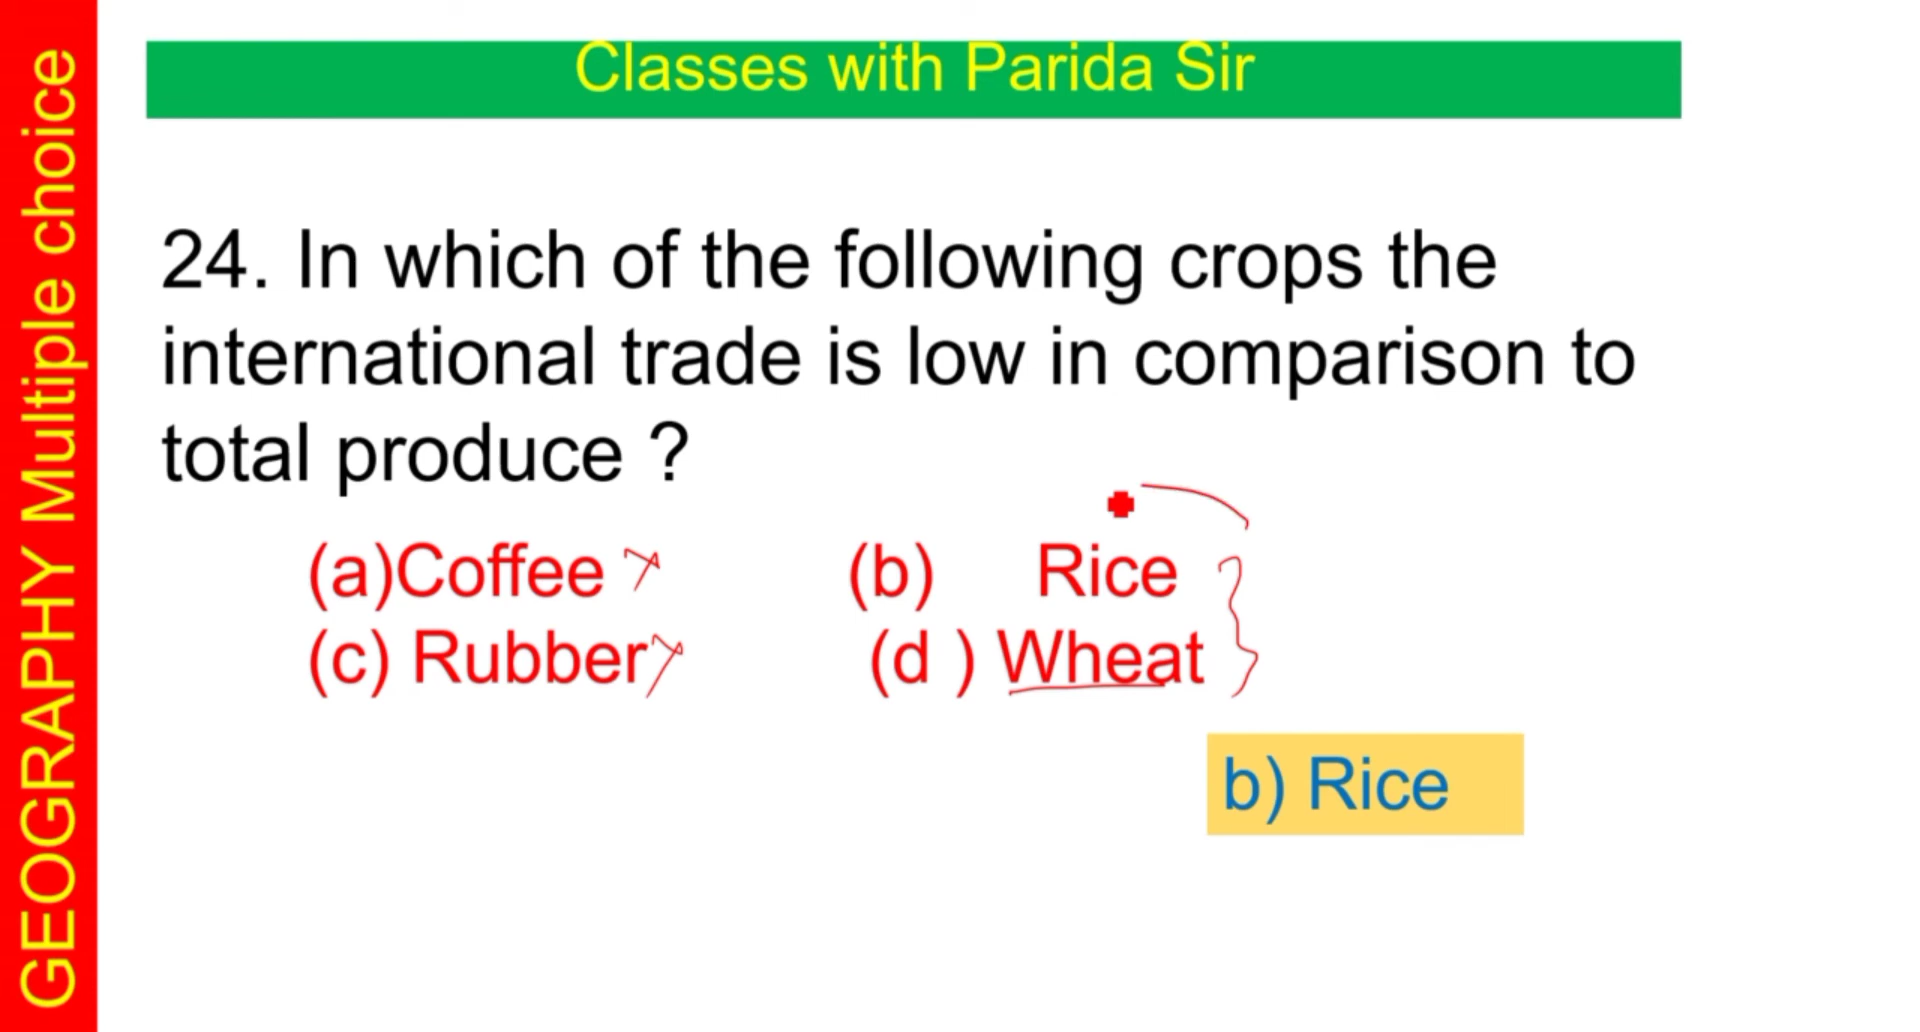 GEOGRAPHY Multiple choice
Classes with Parida Sir
24. In which of the following crops the
international trade is low in comparison to
total produce ?
(a)Coffee (b) Rice
(c) Rubber (d ) Wheat
b) Rice